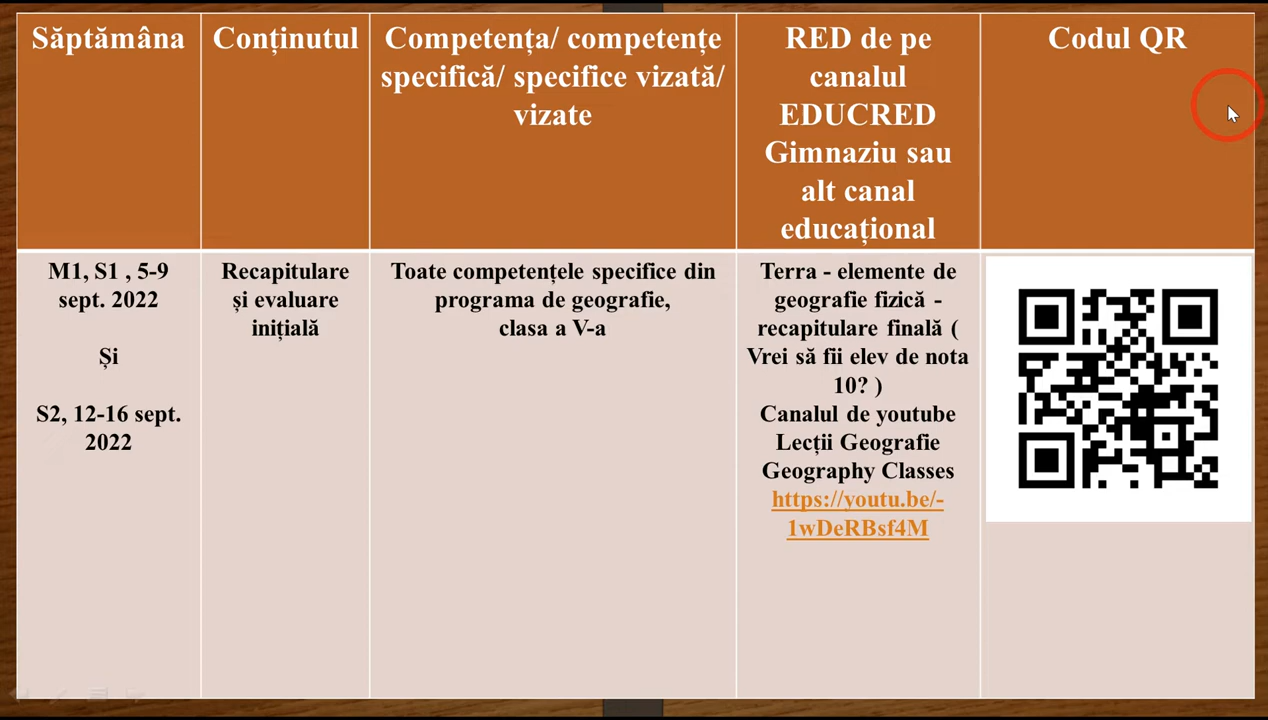 Săptămâna
Conținutul
Competența/ competențe
specifică/ specifice vizată/
vizate
RED de pe
canalul
EDUCRED
Gimnaziu sau
alt canal
educațional
Codul QR
M1, S1 , 5-9
sept. 2022
Și
S2, 12-16 sept.
2022
Recapitulare
și evaluare
inițială
Toate competențele specifice din
programa de geografie,
clasa a V-a
Terra - elemente de
geografie fizică -
recapitulare finală (
Vrei să fii elev de nota
10? )
Canalul de youtube
Lecții Geografie
Geography Classes
https://youtu.be/-
1wDeRBsf4M